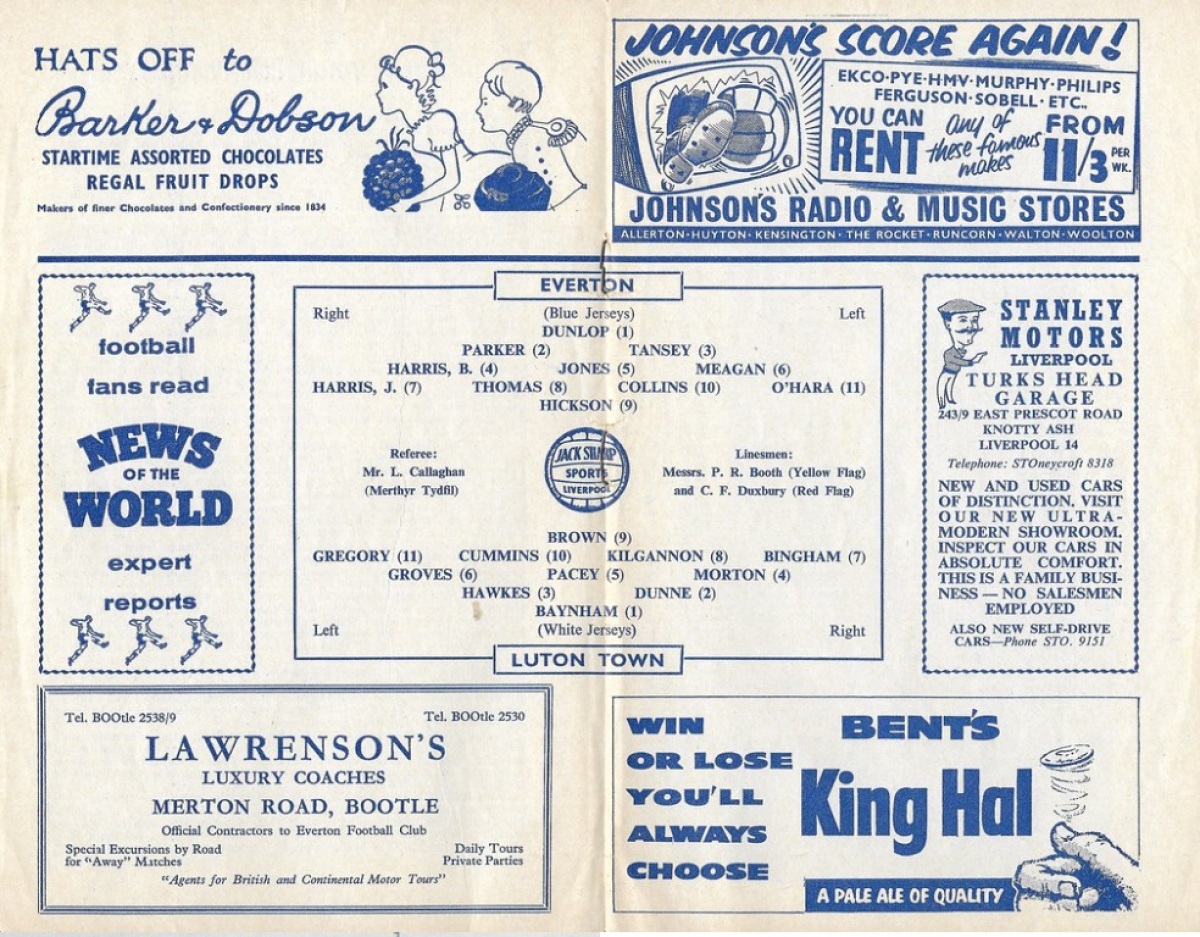 HATS OFF to
Barker & Dobson
STARTIME ASSORTED CHOCOLATES
REGAL FRUIT DROPS
Makers of finer Chocolates and Confectionery since 1834
JOHNSON'S SCORE AGAIN!
EKCO·PYE·HMV·MURPHY·PHILIPS
FERGUSON·SOBELL·ETC.,
YOU CAN
RENT
any of
these famous
makes
FROM
11/3 PER
WK.
JOHNSON'S RADIO & MUSIC STORES
ALLERTON·HUYTON·KENSINGTON·THE ROCKET·RUNCORN·WALTON·WOOLTON
football
fans read
NEWS
OF THE
WORLD
expert
reports
EVERTON
Right (Blue Jerseys) Left
DUNLOP (1)
PARKER (2) TANSEY (3)
HARRIS, B. (4) JONES (5) MEAGAN (6)
HARRIS, J. (7) THOMAS (8) COLLINS (10) O'HARA (11)
HICKSON (9)
Referee:
Mr. L. Callaghan
(Merthyr Tydfil)
JACK SHARP
SPORTS
LIVERPOOL
Linesmen:
Messrs. P. R. Booth (Yellow Flag)
and C. F. Duxbury (Red Flag)
BROWN (9)
GREGORY (11) CUMMINS (10) KILGANNON (8) BINGHAM (7)
GROVES (6) PACEY (5) MORTON (4)
HAWKES (3) DUNNE (2)
BAYNHAM (1)
Left (White Jerseys) Right
LUTON TOWN
STANLEY
MOTORS
LIVERPOOL
TURKS HEAD
GARAGE
243/9 EAST PRESCOT ROAD
KNOTTY ASH
LIVERPOOL 14
Telephone: STOneycroft 8318
NEW AND USED CARS
OF DISTINCTION. VISIT
OUR NEW ULTRA-
MODERN SHOWROOM.
INSPECT OUR CARS IN
ABSOLUTE COMFORT.
THIS IS A FAMILY BUSI-
NESS — NO SALESMEN
EMPLOYED
ALSO NEW SELF-DRIVE
CARS—Phone STO. 9151
Tel. BOOtle 2538/9 Tel. BOOtle 2530
LAWRENSON'S
LUXURY COACHES
MERTON ROAD, BOOTLE
Official Contractors to Everton Football Club
Special Excursions by Road
for "Away" Matches
Daily Tours
Private Parties
"Agents for British and Continental Motor Tours"
WIN
OR LOSE
YOU'LL
ALWAYS
CHOOSE
BENT'S
King Hal
A PALE ALE OF QUALITY